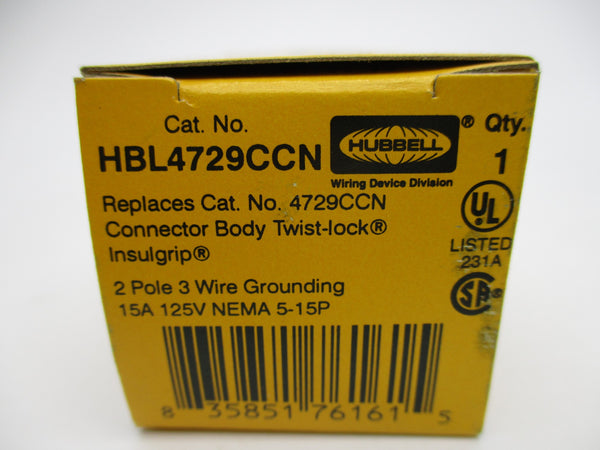 Cat. No.
HBL4729CCN
HUBBELL®
Wiring Device Division
Qty.
1
Replaces Cat. No. 4729CCN
Connector Body Twist-lock®
Insulgrip®
2 Pole 3 Wire Grounding
15A 125V NEMA 5-15P
UL
LISTED
231A
SA®
8 35851 76161 5